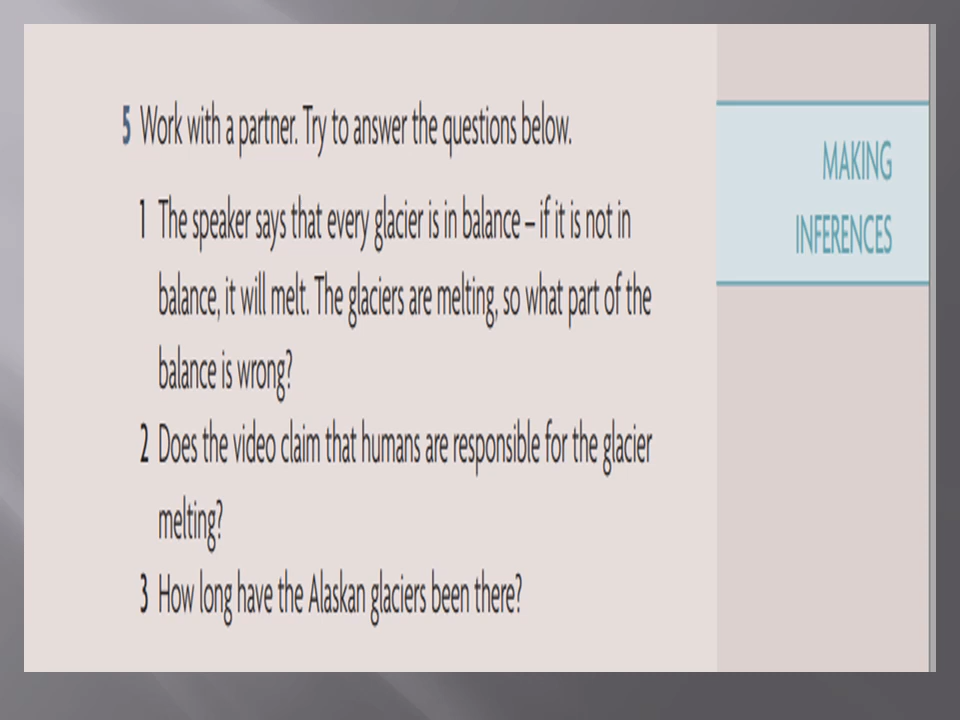 5 Work with a partner. Try to answer the questions below.
1 The speaker says that every glacier is in balance – if it is not in
balance, it will melt. The glaciers are melting, so what part of the
balance is wrong?
2 Does the video claim that humans are responsible for the glacier
melting?
3 How long have the Alaskan glaciers been there?
MAKING
INFERENCES